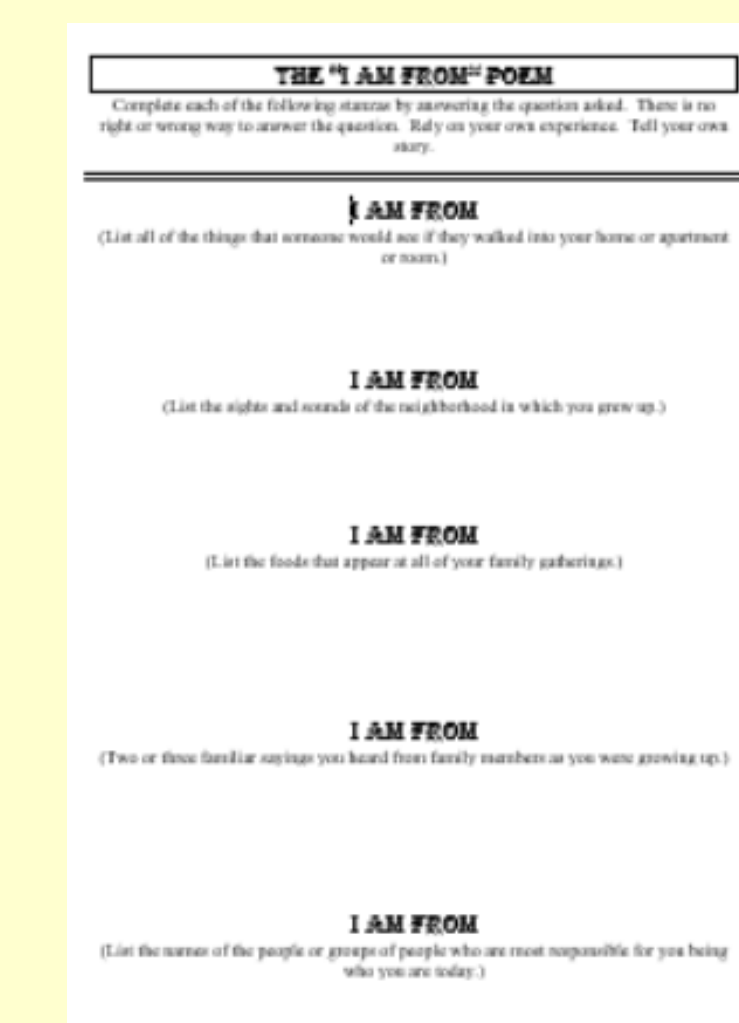 THE "I AM FROM" POEM
Complete each of the following stanzas by answering the question asked. There is no
right or wrong way to answer the question. Rely on your own experience. Tell your own
story.
I AM FROM
(List all of the things that someone would see if they walked into your home or apartment
or room.)
I AM FROM
(List the sights and sounds of the neighborhood in which you grew up.)
I AM FROM
(List the foods that appear at all of your family gatherings.)
I AM FROM
(Two or three familiar sayings you heard from family members as you were growing up.)
I AM FROM
(List the names of the people or groups of people who are most responsible for you being
who you are today.)